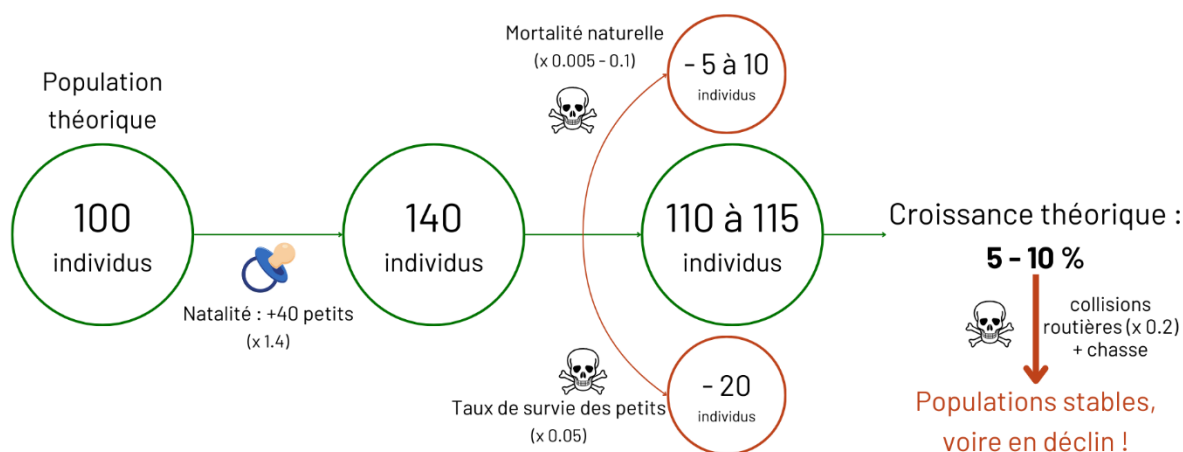 Population
théorique
100
individus
Natalité : +40 petits
(x 1.4)
140
individus
Mortalité naturelle
(x 0.005 - 0.1)
- 5 à 10
individus
110 à 115
individus
Taux de survie des petits
(x 0.05)
- 20
individus
Croissance théorique :
5 - 10 %
collisions
routières (x 0.2)
+ chasse
Populations stables,
voire en déclin !